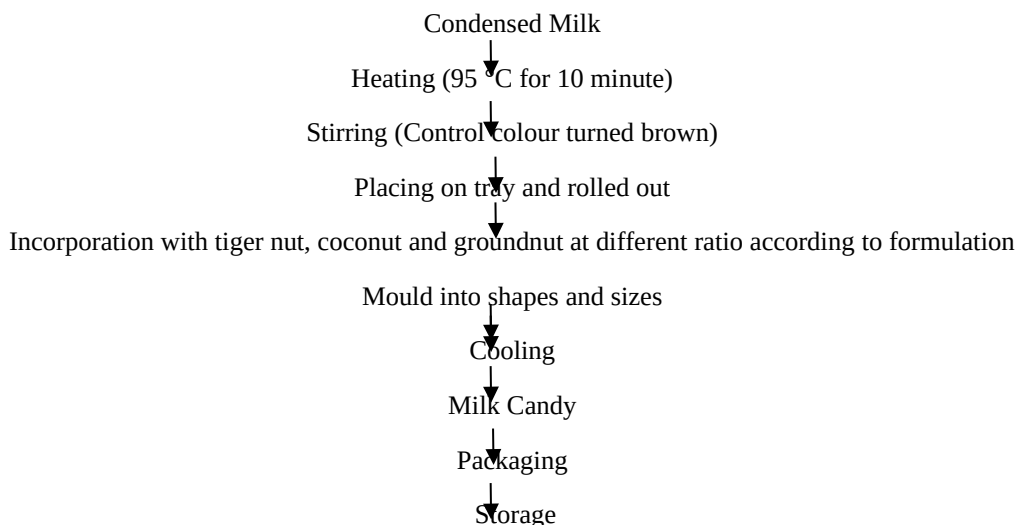 Condensed Milk
Heating (95 °C for 10 minute)
Stirring (Control colour turned brown)
Placing on tray and rolled out
Incorporation with tiger nut, coconut and groundnut at different ratio according to formulation
Mould into shapes and sizes
Cooling
Milk Candy
Packaging
Storage